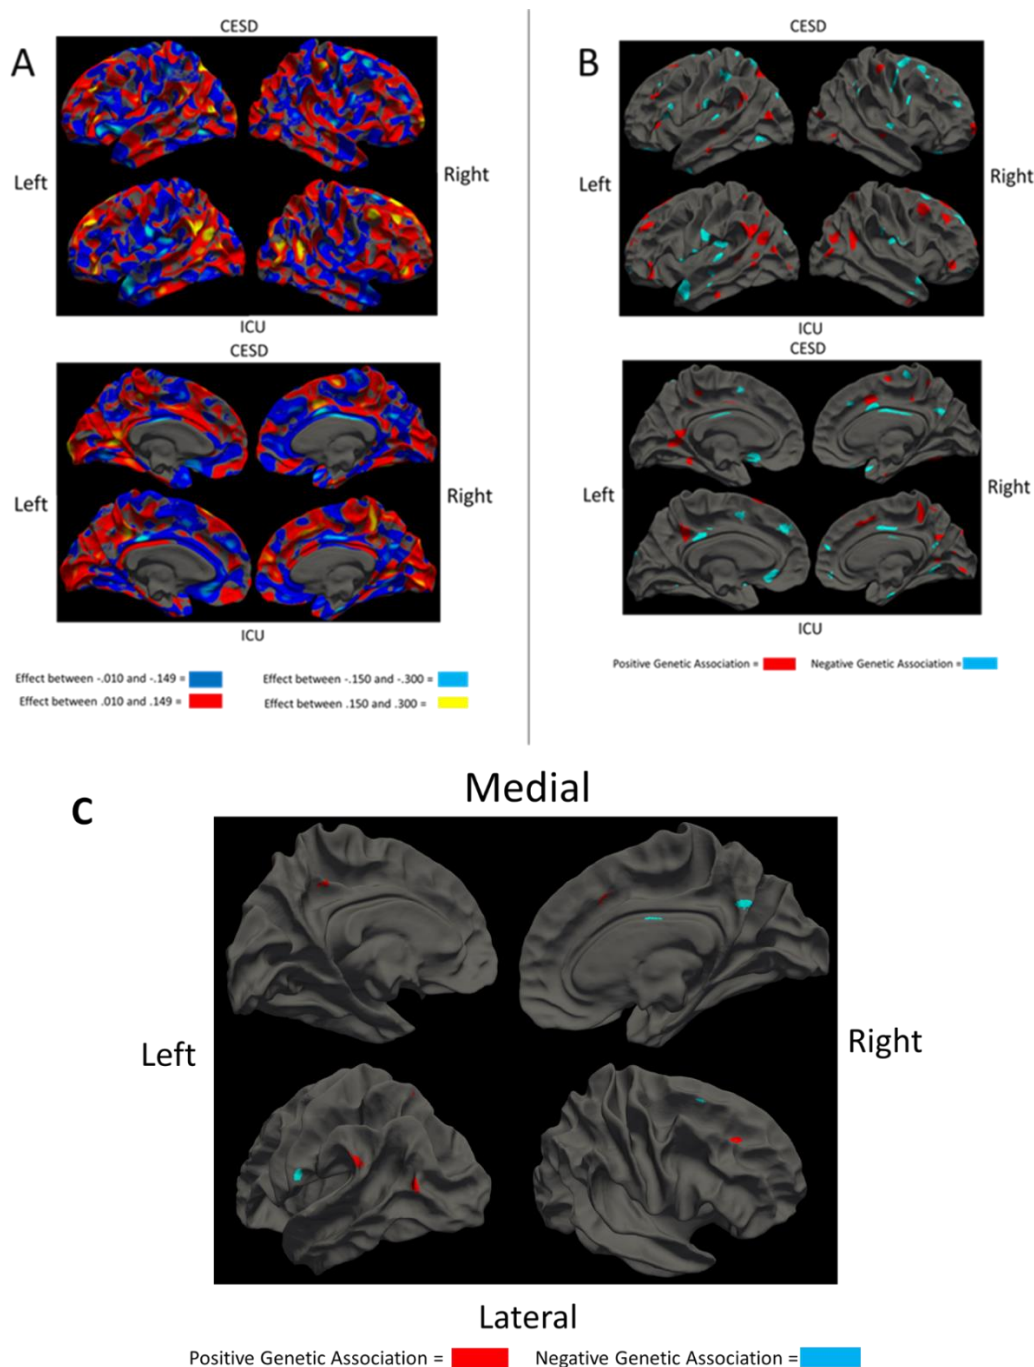 A
CESD
Left
Right
ICU
CESD
Left
Right
ICU
Effect between -.010 and -.149 =
Effect between -.150 and -.300 =
Effect between .010 and .149 =
Effect between .150 and .300 =
B
CESD
Left
Right
ICU
CESD
Left
Right
ICU
Positive Genetic Association =
Negative Genetic Association =
C
Medial
Left
Right
Lateral
Positive Genetic Association =
Negative Genetic Association =